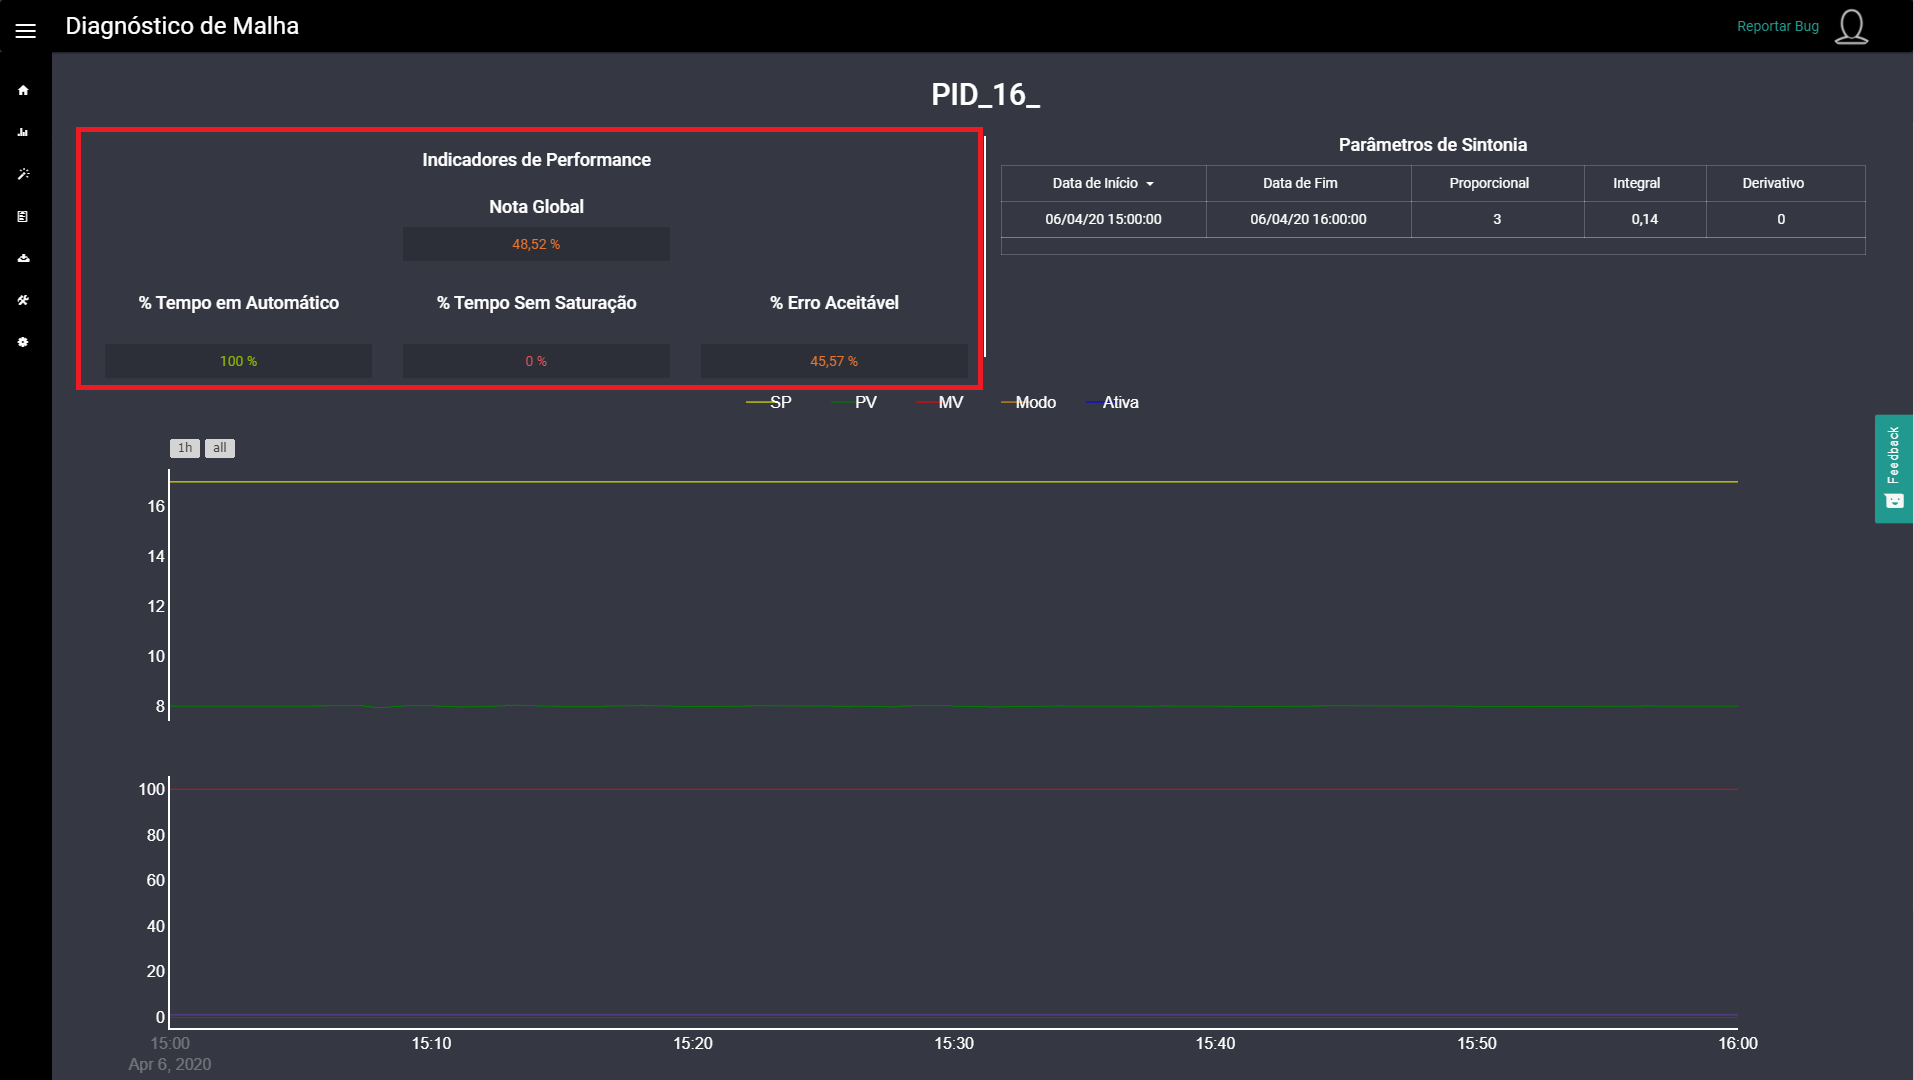 Diagnóstico de Malha
Reportar Bug
PID_16_
Indicadores de Performance
Nota Global
48,52 %
% Tempo em Automático % Tempo Sem Saturação % Erro Aceitável
100 % 0 % 45,57 %
Parâmetros de Sintonia
Data de Início Data de Fim Proporcional Integral Derivativo
06/04/20 15:00:00 06/04/20 16:00:00 3 0,14 0
SP PV MV Modo Ativa
1h all
16
14
12
10
8
100
80
60
40
20
0
15:00 15:10 15:20 15:30 15:40 15:50 16:00
Apr 6, 2020
Feedback